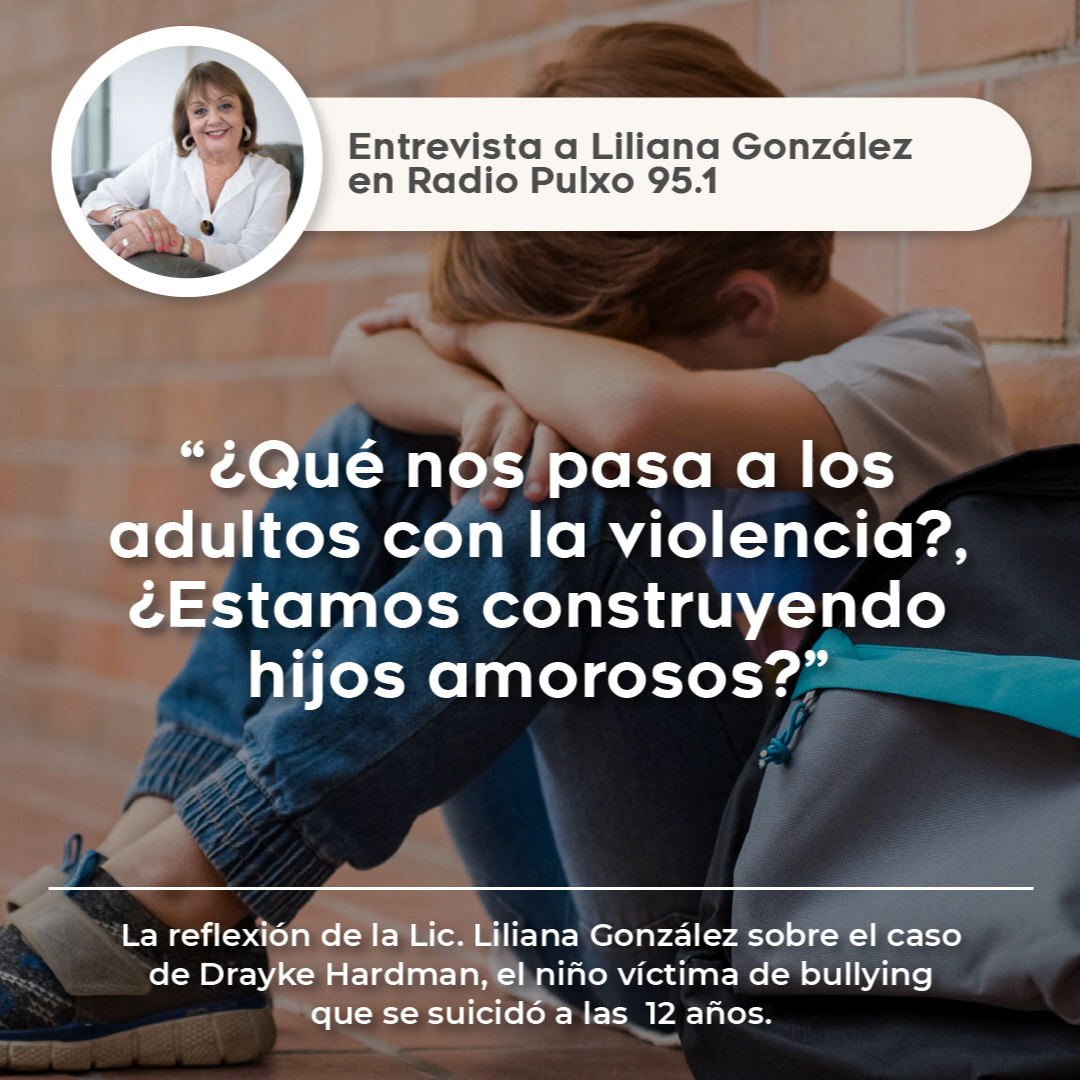 Entrevista a Liliana González
en Radio Pulxo 95.1
“¿Qué nos pasa a los
adultos con la violencia?,
¿Estamos construyendo
hijos amorosos?”
La reflexión de la Lic. Liliana González sobre el caso
de Drayke Hardman, el niño víctima de bullying
que se suicidó a las  12 años.